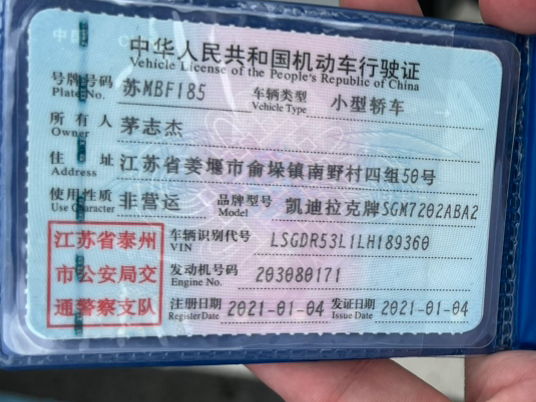 中华人民共和国机动车行驶证
Vehicle License of the People's Republic of China
号牌号码 苏MBF185 车辆类型 小型轿车
Plate No. Vehicle Type
所有人 茅志杰
Owner
住址 江苏省姜堰市俞垛镇南野村四组50号
Address
使用性质 非营运 品牌型号 凯迪拉克牌SGM7202ABA2
Use Character Model
江苏省泰州 车辆识别代号 LSGDR53L1LH189360
VIN
市公安局交 发动机号码 203080171
Engine No.
通警察支队 注册日期 2021-01-04 发证日期 2021-01-04
Register Date Issue Date